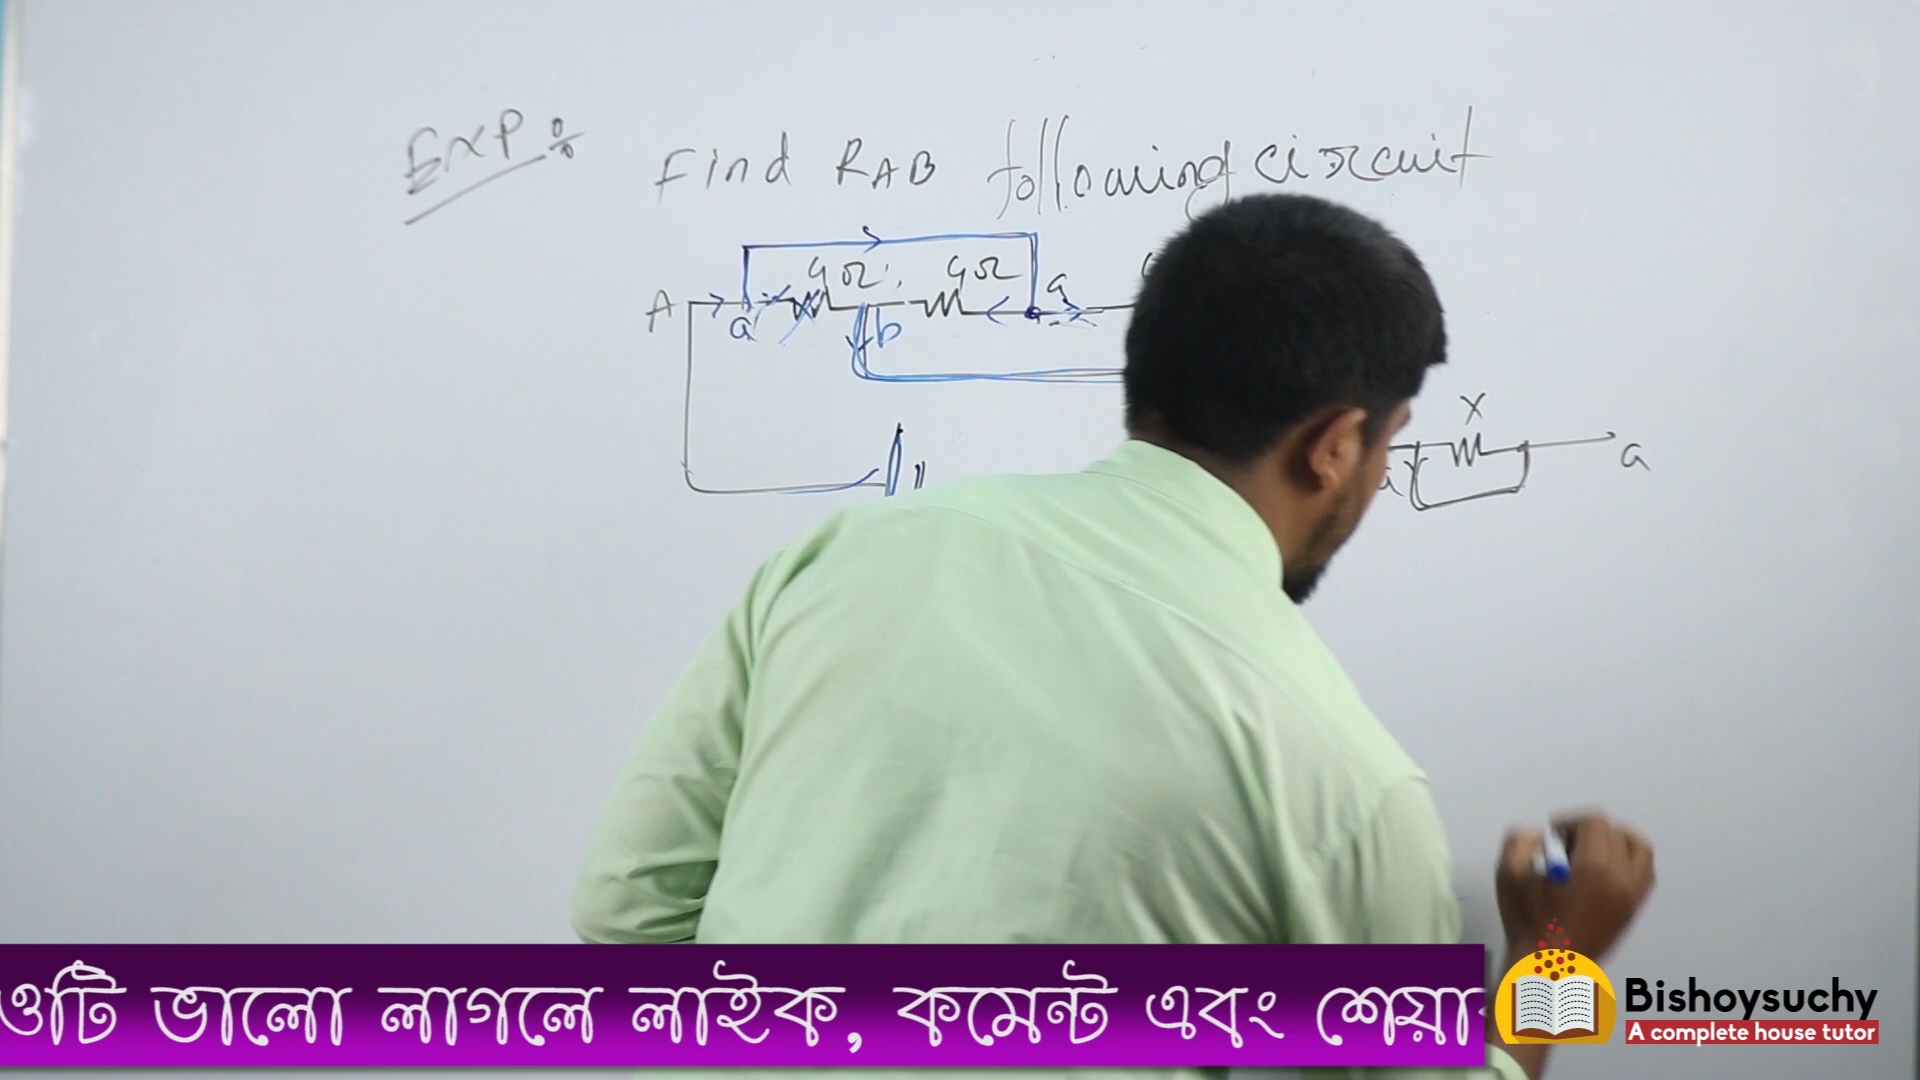 Exp:
Find RAB following circuit
4Ω 4Ω
A a b a
X
a
ওটি ভালো লাগলে লাইক, কমেন্ট এবং শেয়া
Bishoysuchy
A complete house tutor